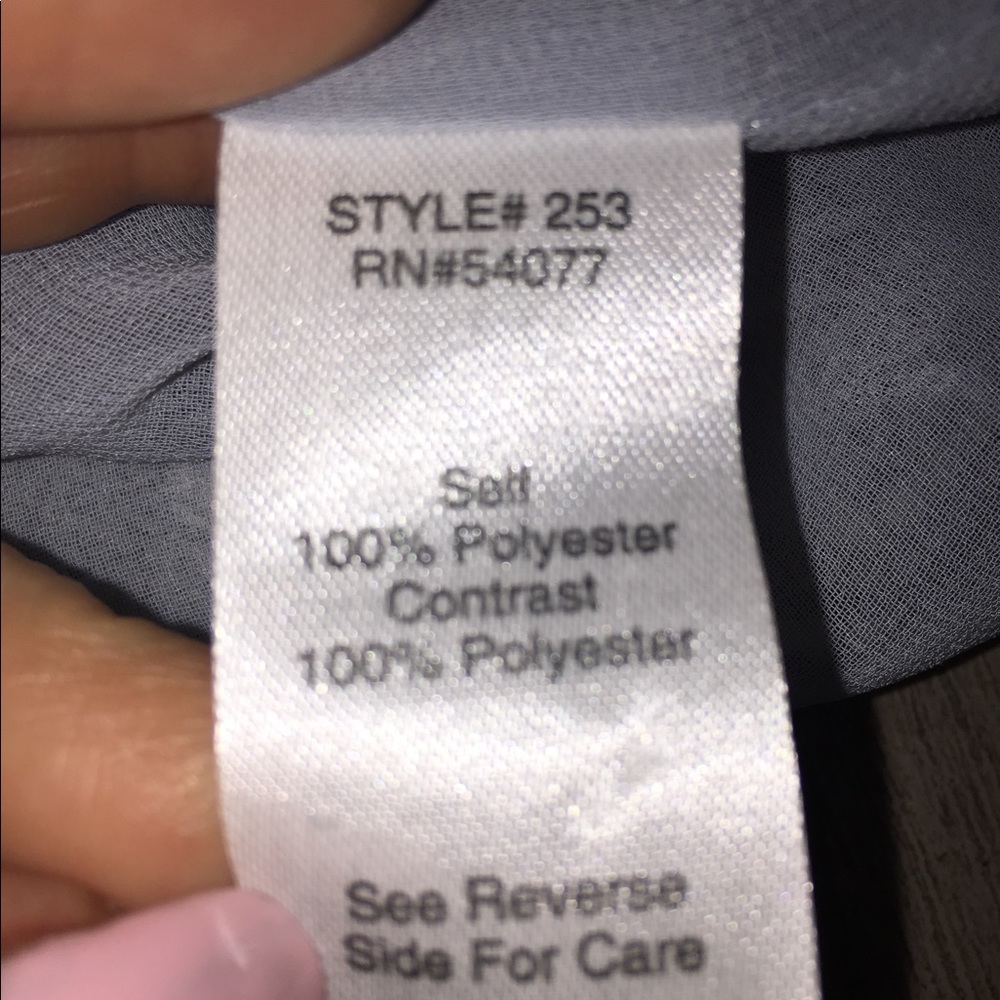 STYLE# 253
RN#54077
Self
100% Polyester
Contrast
100% Polyester
See Reverse
Side For Care